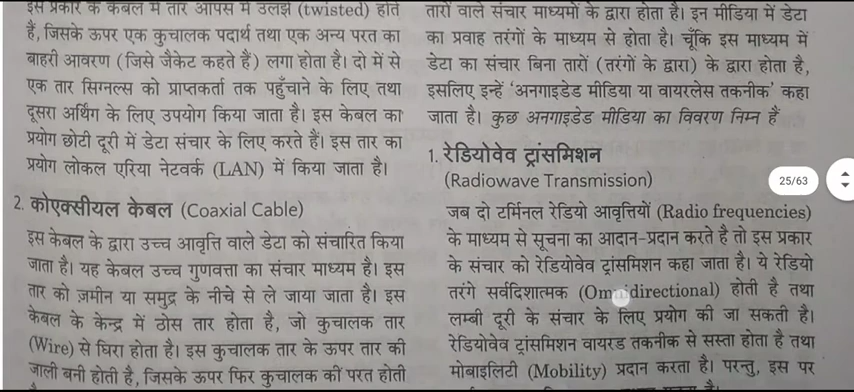 इस प्रकार के केबल में तार आपस में उलझे (twisted) होते
हैं, जिसके ऊपर एक कुचालक पदार्थ तथा एक अन्य परत का
बाहरी आवरण (जिसे जैकेट कहते हैं) लगा होता है। दो में से
एक तार सिग्नल्स को प्राप्तकर्ता तक पहुँचाने के लिए तथा
दूसरा अर्थिंग के लिए उपयोग किया जाता है। इस केबल का
प्रयोग छोटी दूरी में डेटा संचार के लिए करते हैं। इस तार का
प्रयोग लोकल एरिया नेटवर्क (LAN) में किया जाता है।
2. कोएक्सीयल केबल (Coaxial Cable)
इस केबल के द्वारा उच्च आवृत्ति वाले डेटा को संचारित किया
जाता है। यह केबल उच्च गुणवत्ता का संचार माध्यम है। इस
तार को ज़मीन या समुद्र के नीचे से ले जाया जाता है। इस
केबल के केन्द्र में ठोस तार होता है, जो कुचालक तार
(Wire) से घिरा होता है। इस कुचालक तार के ऊपर तार की
जाली बनी होती है, जिसके ऊपर फिर कुचालक की परत होती
तारों वाले संचार माध्यमों के द्वारा होता है। इन मीडिया में डेटा
का प्रवाह तरंगों के माध्यम से होता है। चूँकि इस माध्यम में
डेटा का संचार बिना तारों (तरंगों के द्वारा) के द्वारा होता है,
इसलिए इन्हें ‘अनगाइडेड मीडिया या वायरलेस तकनीक’ कहा
जाता है। कुछ अनगाइडेड मीडिया का विवरण निम्न हैं
1. रेडियोवेव ट्रांसमिशन
(Radiowave Transmission)
जब दो टर्मिनल रेडियो आवृत्तियों (Radio frequencies)
के माध्यम से सूचना का आदान-प्रदान करते है तो इस प्रकार
के संचार को रेडियोवेव ट्रांसमिशन कहा जाता है। ये रेडियो
तरंगे सर्वदिशात्मक (Omnidirectional) होती है तथा
लम्बी दूरी के संचार के लिए प्रयोग की जा सकती है।
रेडियोवेव ट्रांसमिशन वायरड तकनीक से सस्ता होता है तथा
मोबाइलिटी (Mobility) प्रदान करता है। परन्तु, इस पर
25/63